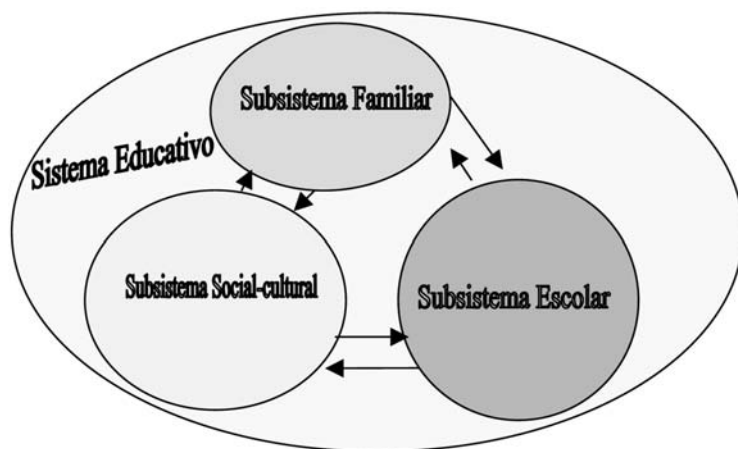 Subsistema Familiar
Sistema Educativo
Subsistema Social-cultural
Subsistema Escolar